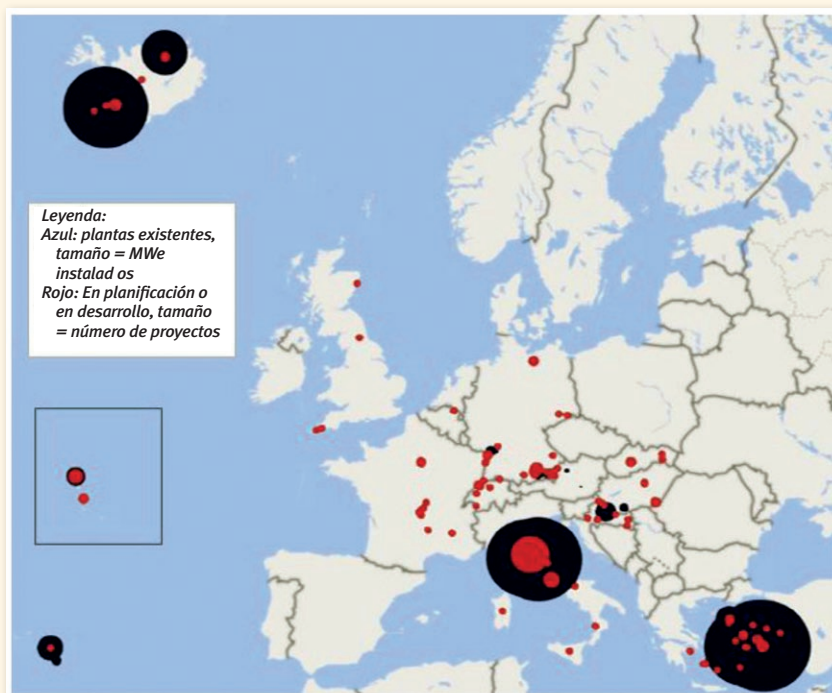 Leyenda:
Azul: plantas existentes,
tamaño = MWe
instalad os
Rojo: En planificación o
en desarrollo, tamaño
= número de proyectos